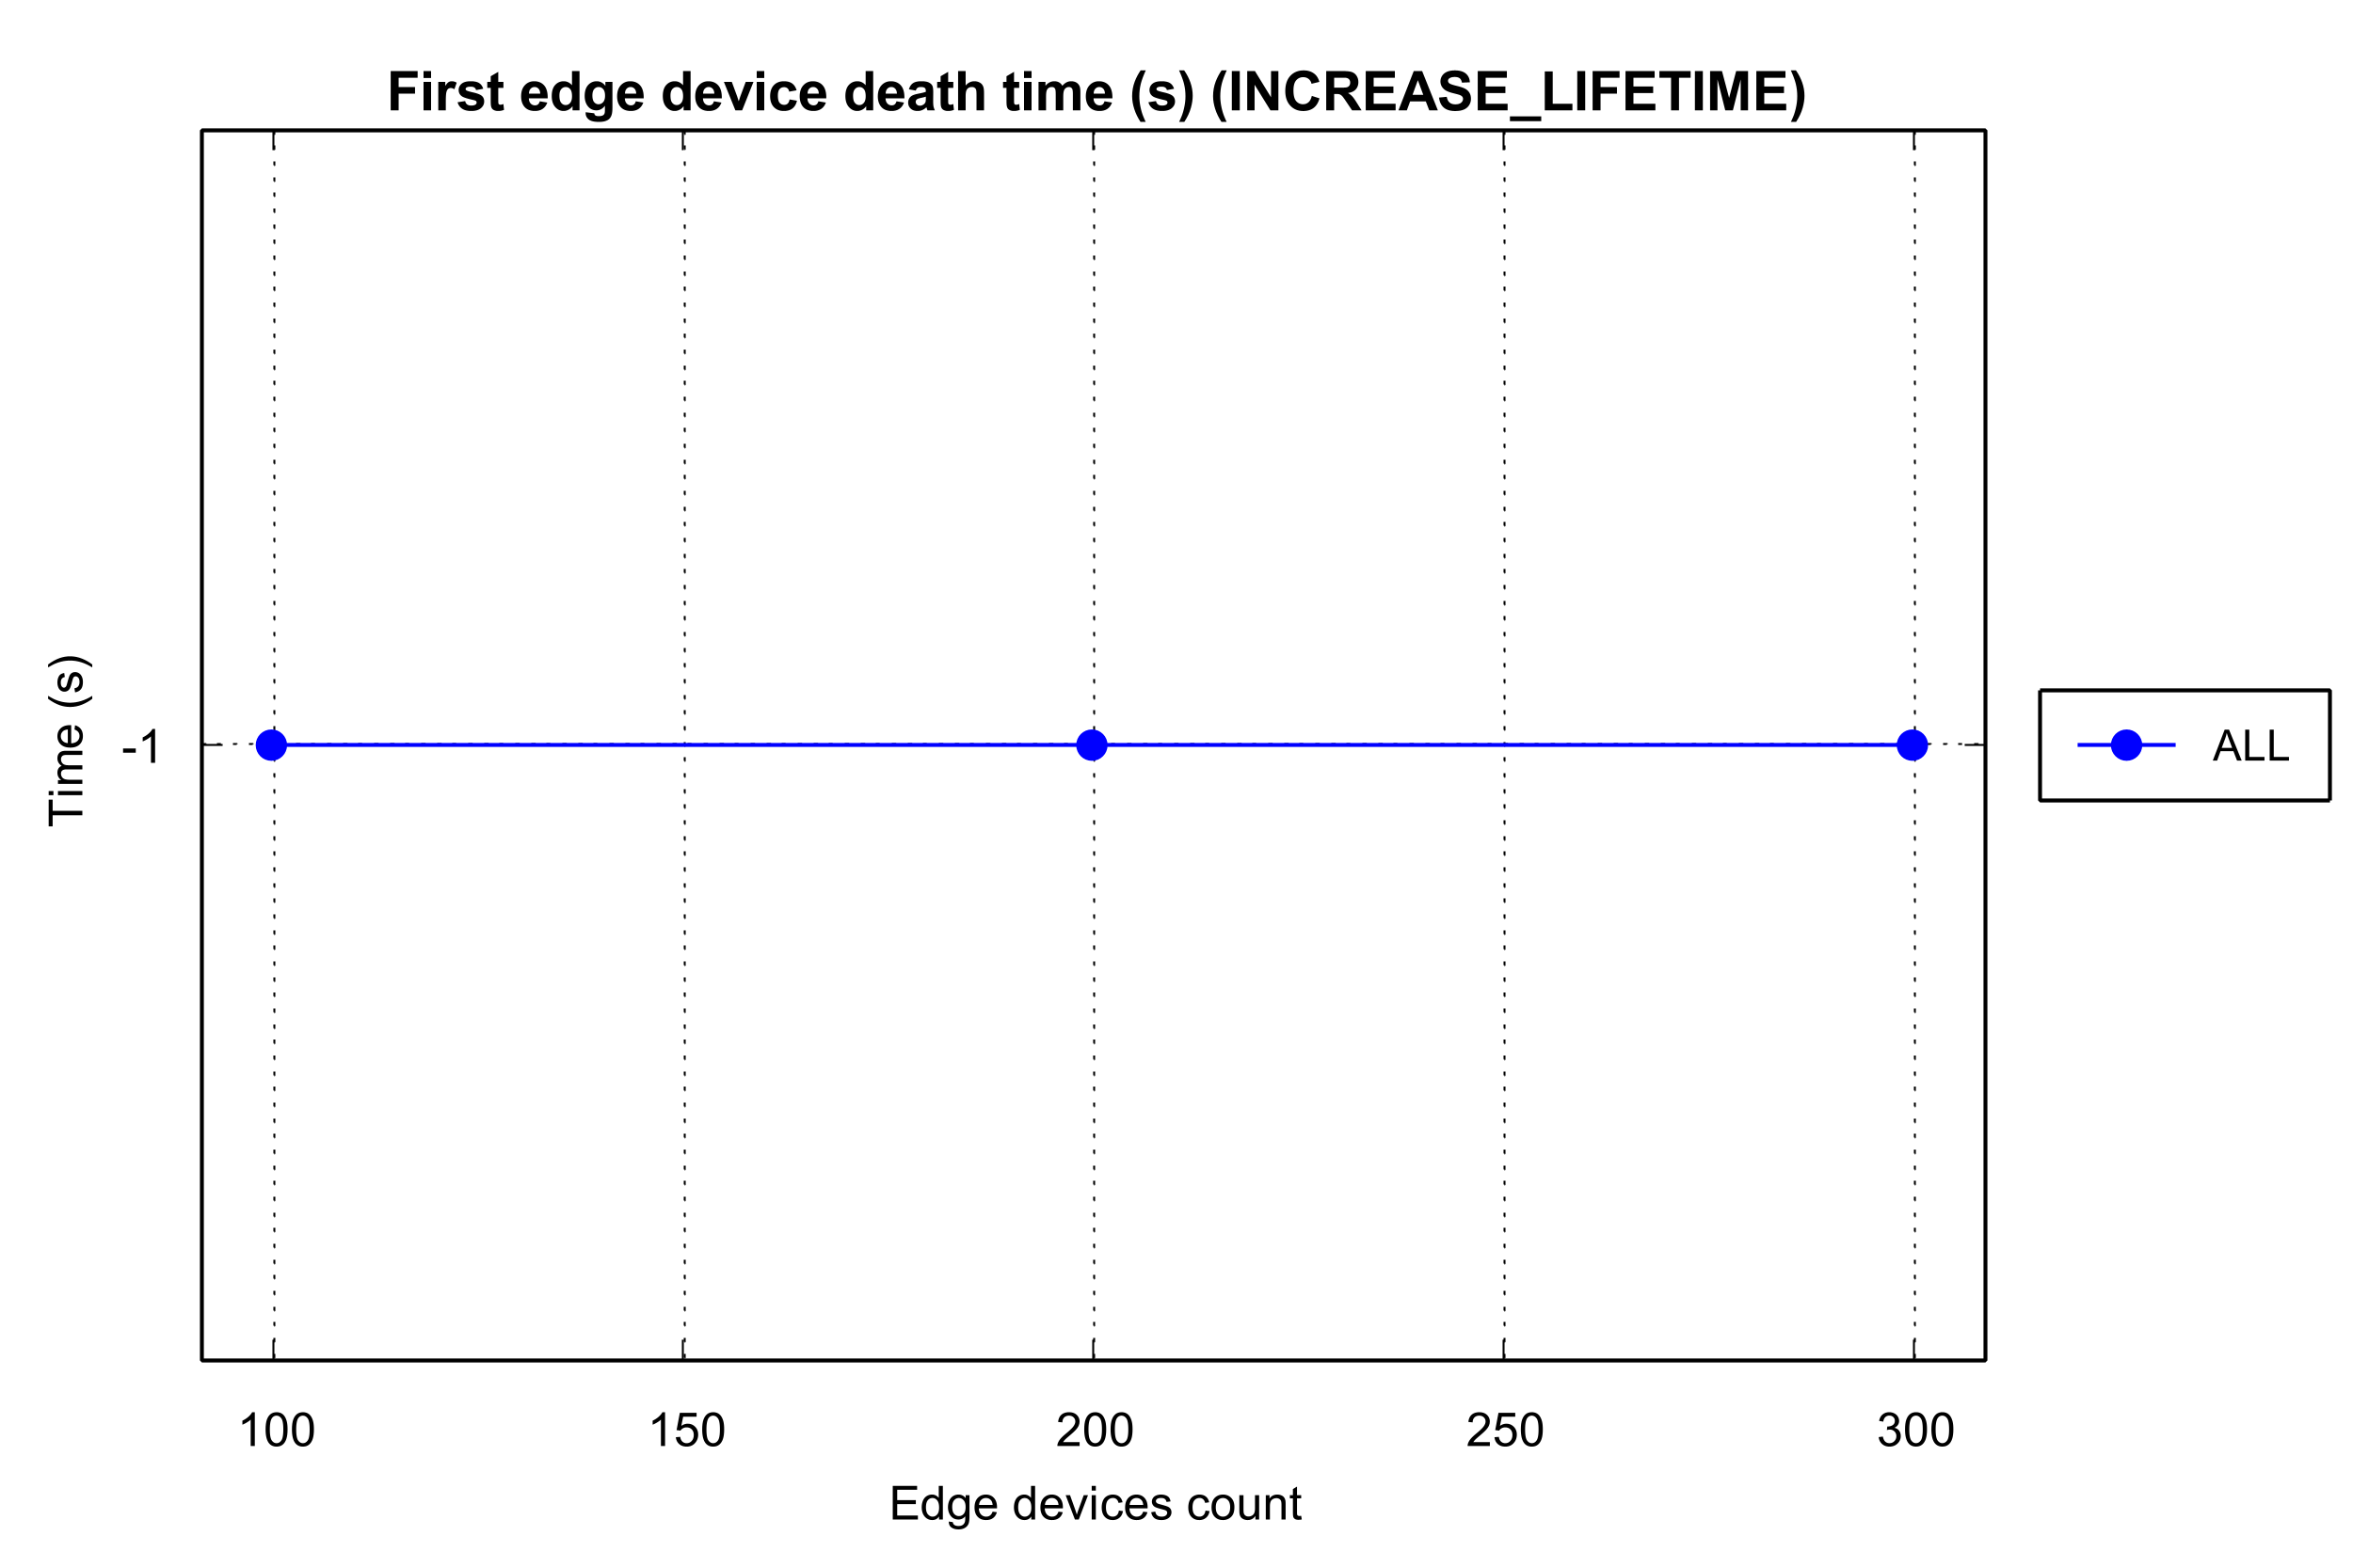 First edge device death time (s) (INCREASE_LIFETIME)
Time (s)
-1
ALL
100 150 200 250 300
Edge devices count